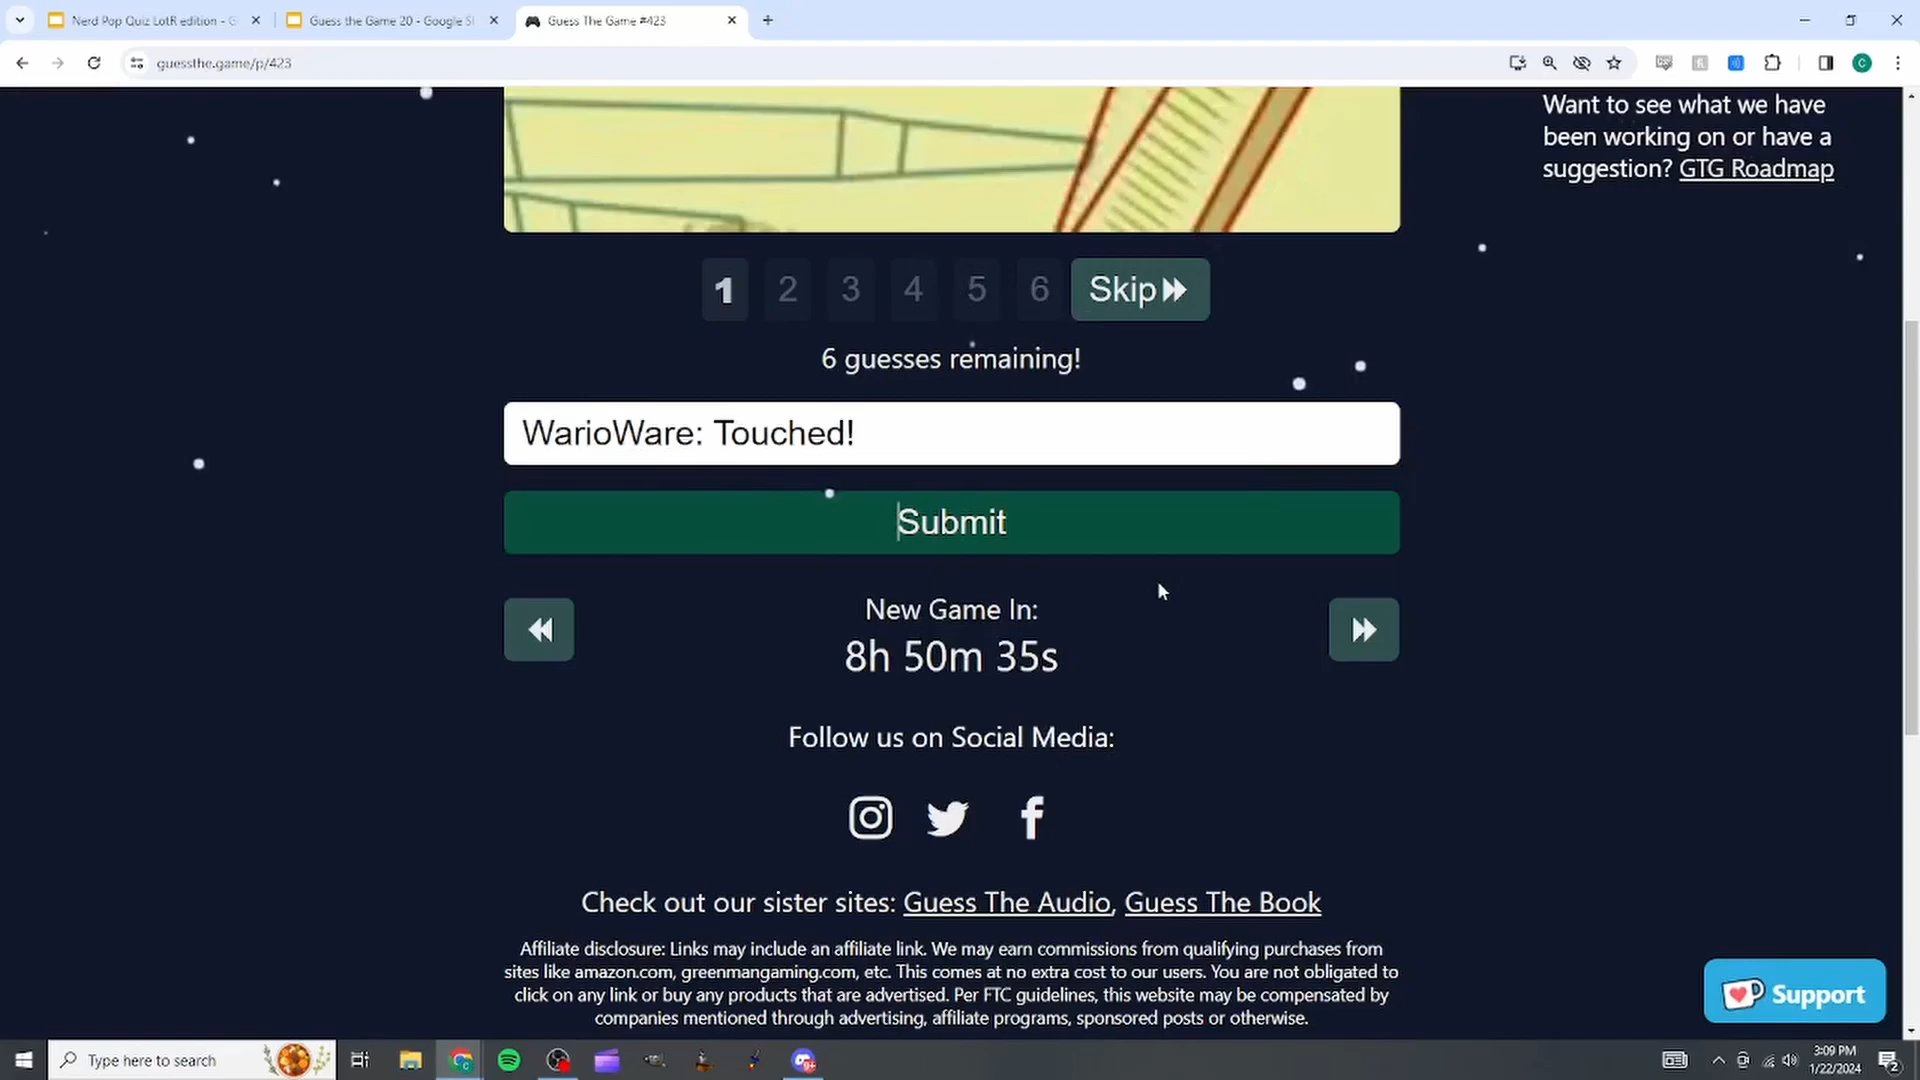 Nerd Pop Quiz LotR edition - G
Guess the Game 20 - Google Sl
Guess The Game #423
guessthe.game/p/423
C
Want to see what we have
been working on or have a
suggestion? GTG Roadmap
1 2 3 4 5 6 Skip
6 guesses remaining!
WarioWare: Touched!
Submit
New Game In:
8h 50m 35s
Follow us on Social Media:
Check out our sister sites: Guess The Audio, Guess The Book
Affiliate disclosure: Links may include an affiliate link. We may earn commissions from qualifying purchases from
sites like amazon.com, greenmangaming.com, etc. This comes at no extra cost to our users. You are not obligated to
click on any link or buy any products that are advertised. Per FTC guidelines, this website may be compensated by
companies mentioned through advertising, affiliate programs, sponsored posts or otherwise.
Support
Type here to search
3:09 PM
1/22/2024
2